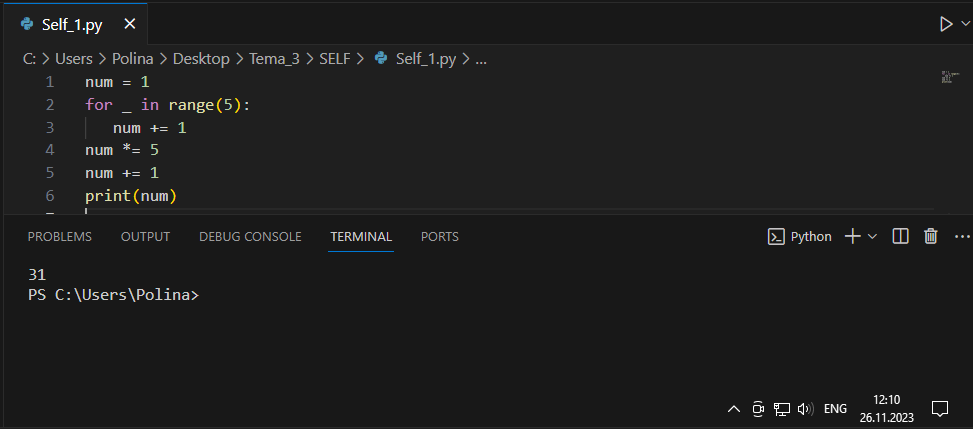 Self_1.py ×
C: > Users > Polina > Desktop > Tema_3 > SELF > Self_1.py > ...
1 num = 1
2 for _ in range(5):
3     num += 1
4 num *= 5
5 num += 1
6 print(num)
PROBLEMS OUTPUT DEBUG CONSOLE TERMINAL PORTS Python
31
PS C:\Users\Polina>
ENG 12:10
26.11.2023